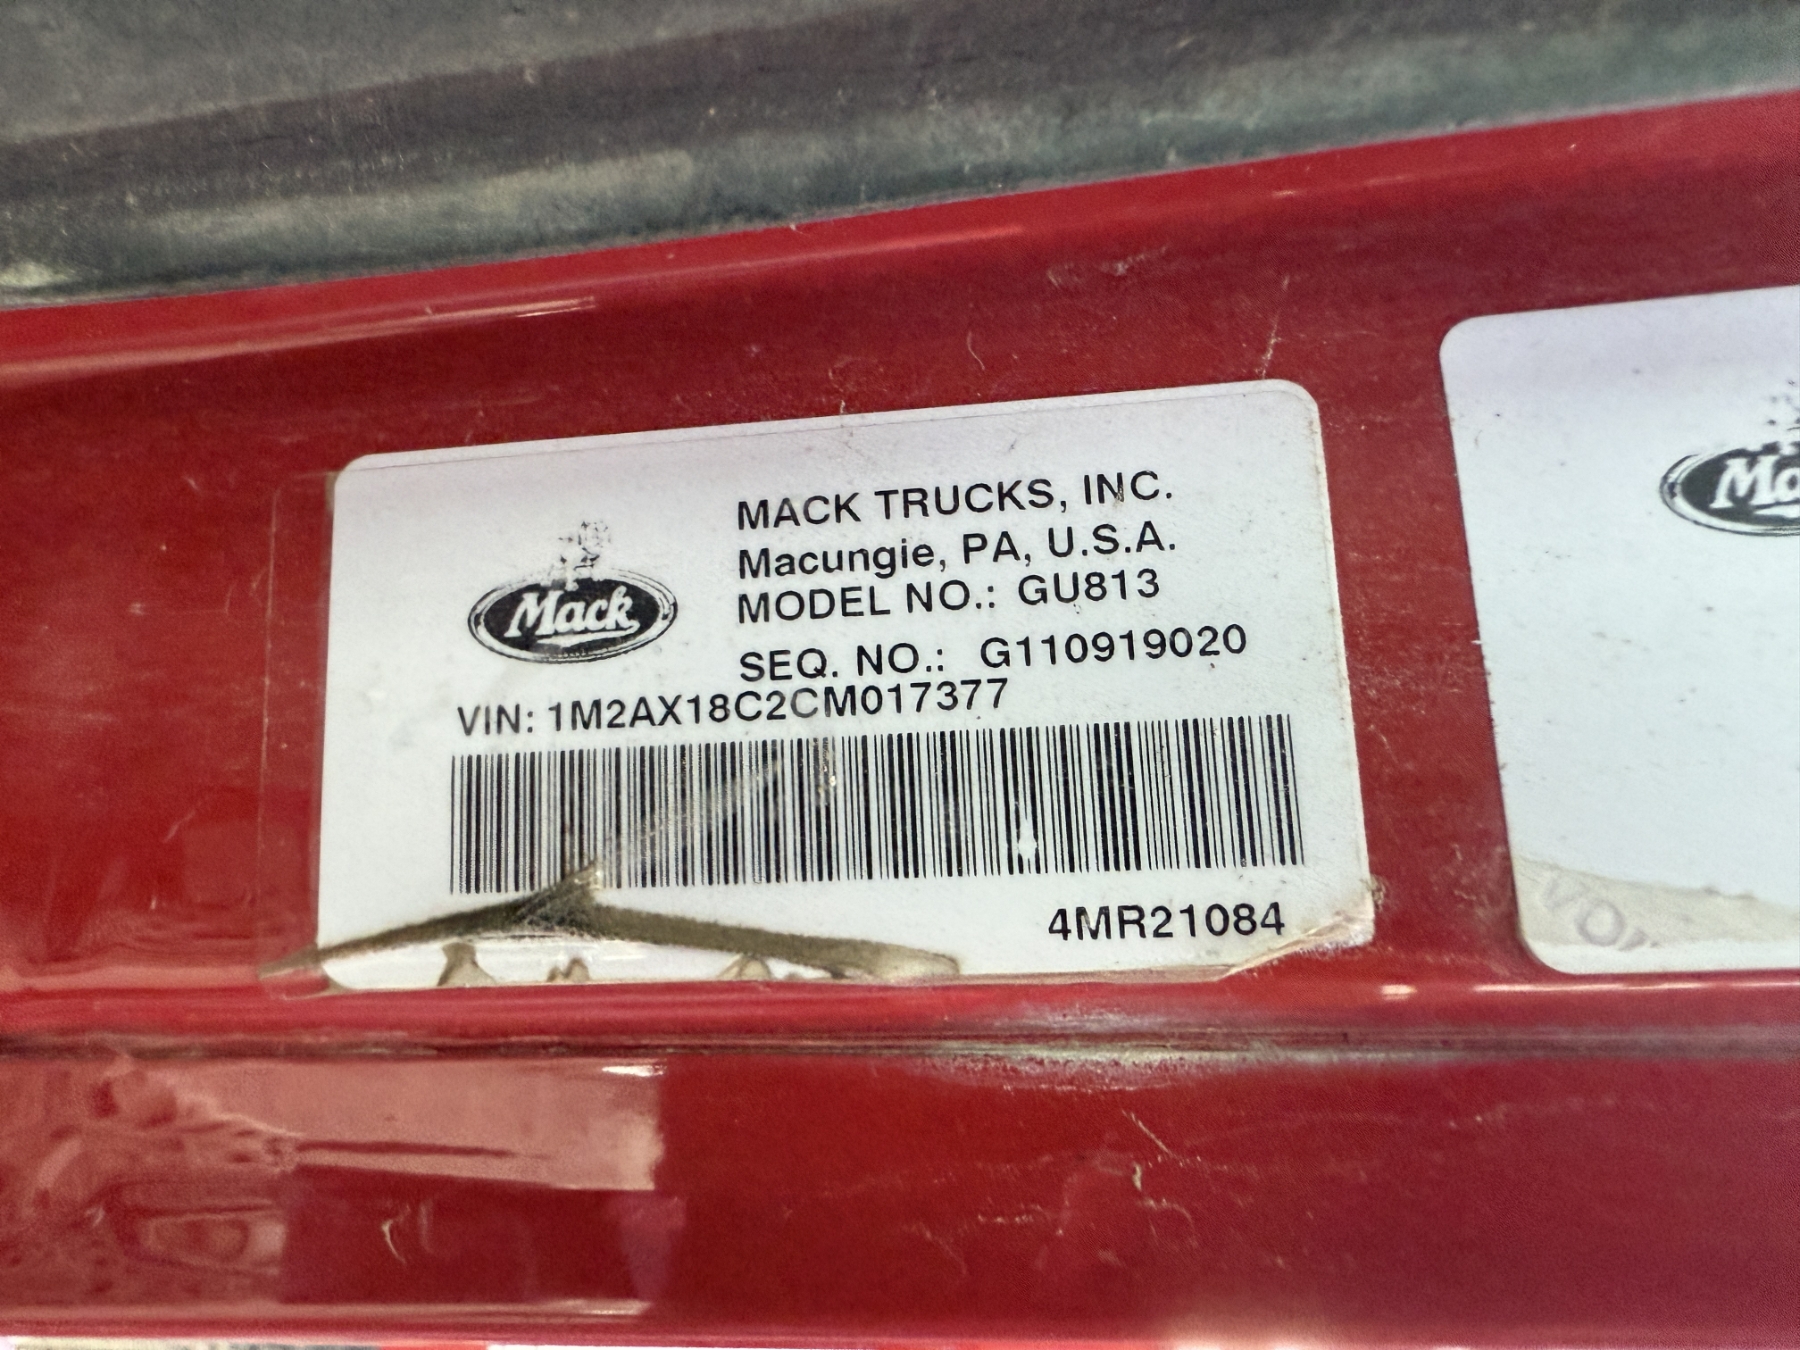 MACK TRUCKS, INC.
Macungie, PA, U.S.A.
MODEL NO.: GU813
Mack
SEQ. NO.: G110919020
VIN: 1M2AX18C2CM017377
4MR21084